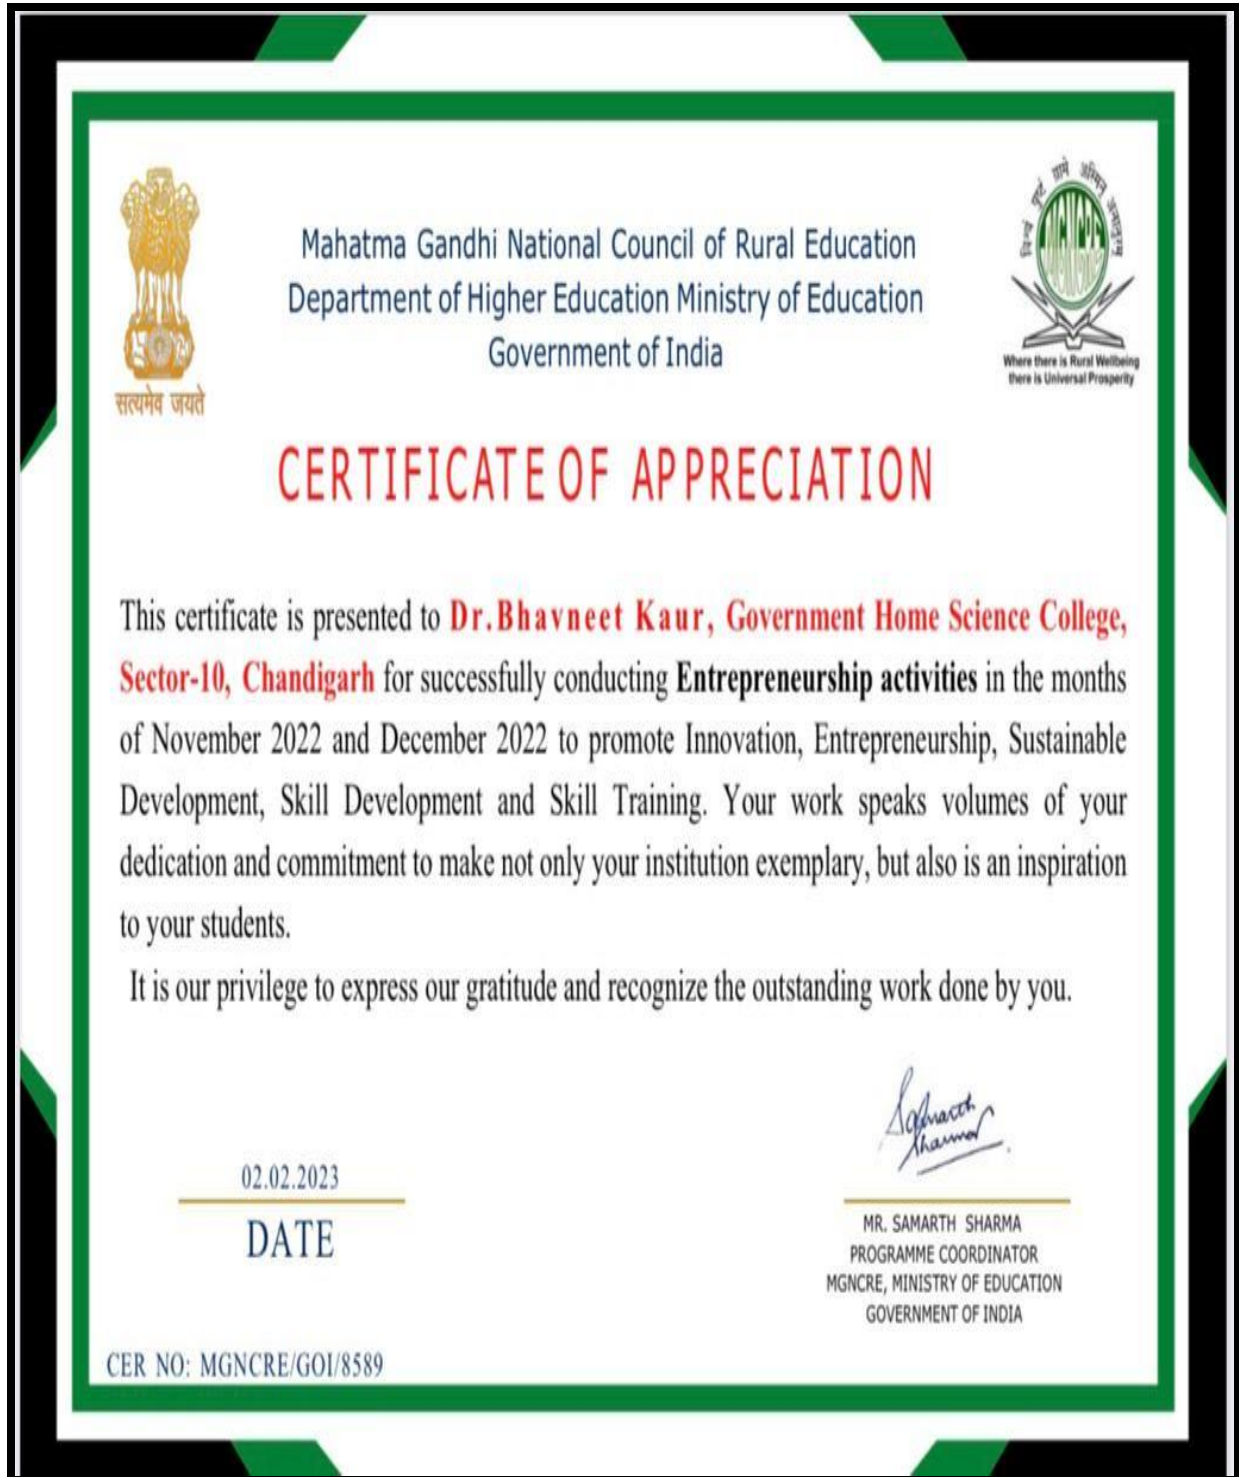 Mahatma Gandhi National Council of Rural Education
Department of Higher Education Ministry of Education
Government of India
सत्यमेव जयते
विश्वं पुष्टं ग्रामे अस्मिन् अनातुरम्
MGNCRE
Where there is Rural Wellbeing
there is Universal Prosperity
CERTIFICATE OF APPRECIATION
This certificate is presented to Dr.Bhavneet Kaur, Government Home Science College,
Sector-10, Chandigarh for successfully conducting Entrepreneurship activities in the months
of November 2022 and December 2022 to promote Innovation, Entrepreneurship, Sustainable
Development, Skill Development and Skill Training. Your work speaks volumes of your
dedication and commitment to make not only your institution exemplary, but also is an inspiration
to your students.
It is our privilege to express our gratitude and recognize the outstanding work done by you.
Samarth
Sharma
02.02.2023
DATE
MR. SAMARTH SHARMA
PROGRAMME COORDINATOR
MGNCRE, MINISTRY OF EDUCATION
GOVERNMENT OF INDIA
CER NO: MGNCRE/GOI/8589